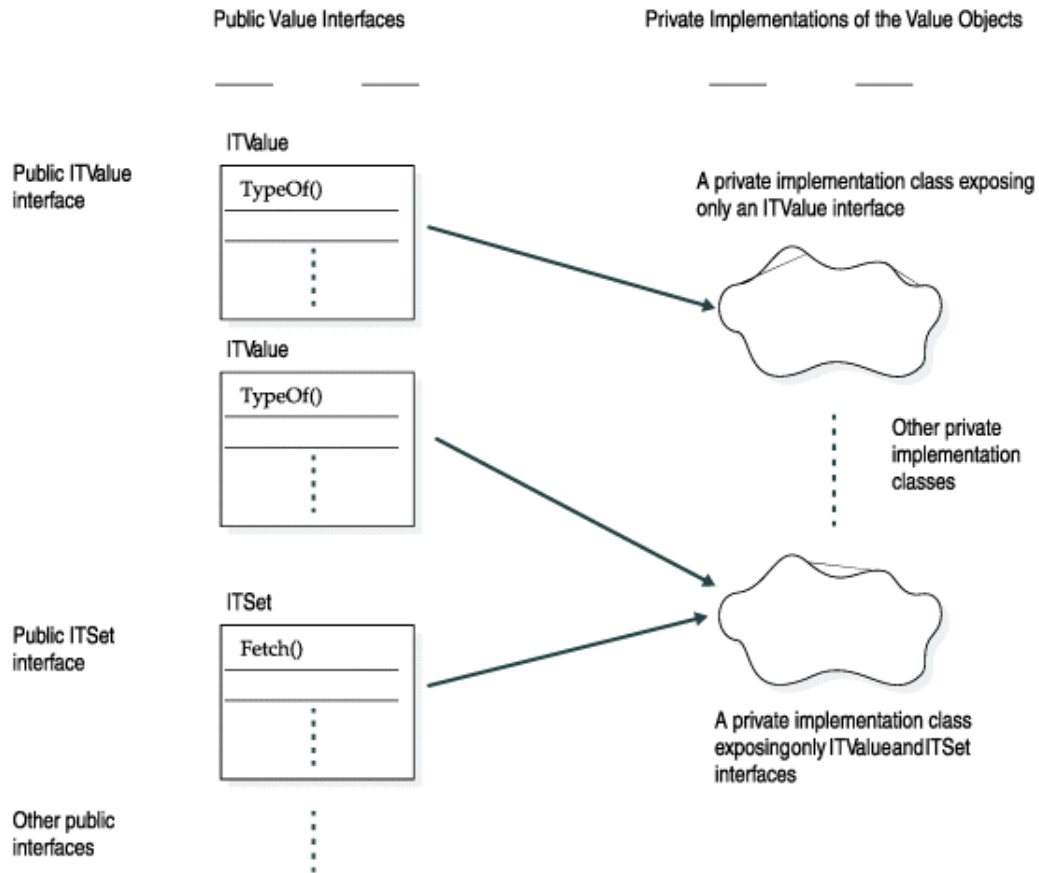 Public Value Interfaces
Private Implementations of the Value Objects
ITValue
Public ITValue
interface
TypeOf()
A private implementation class exposing
only an ITValue interface
ITValue
TypeOf()
Other private
implementation
classes
ITSet
Public ITSet
interface
Fetch()
A private implementation class
exposingonly ITValueandITSet
interfaces
Other public
interfaces